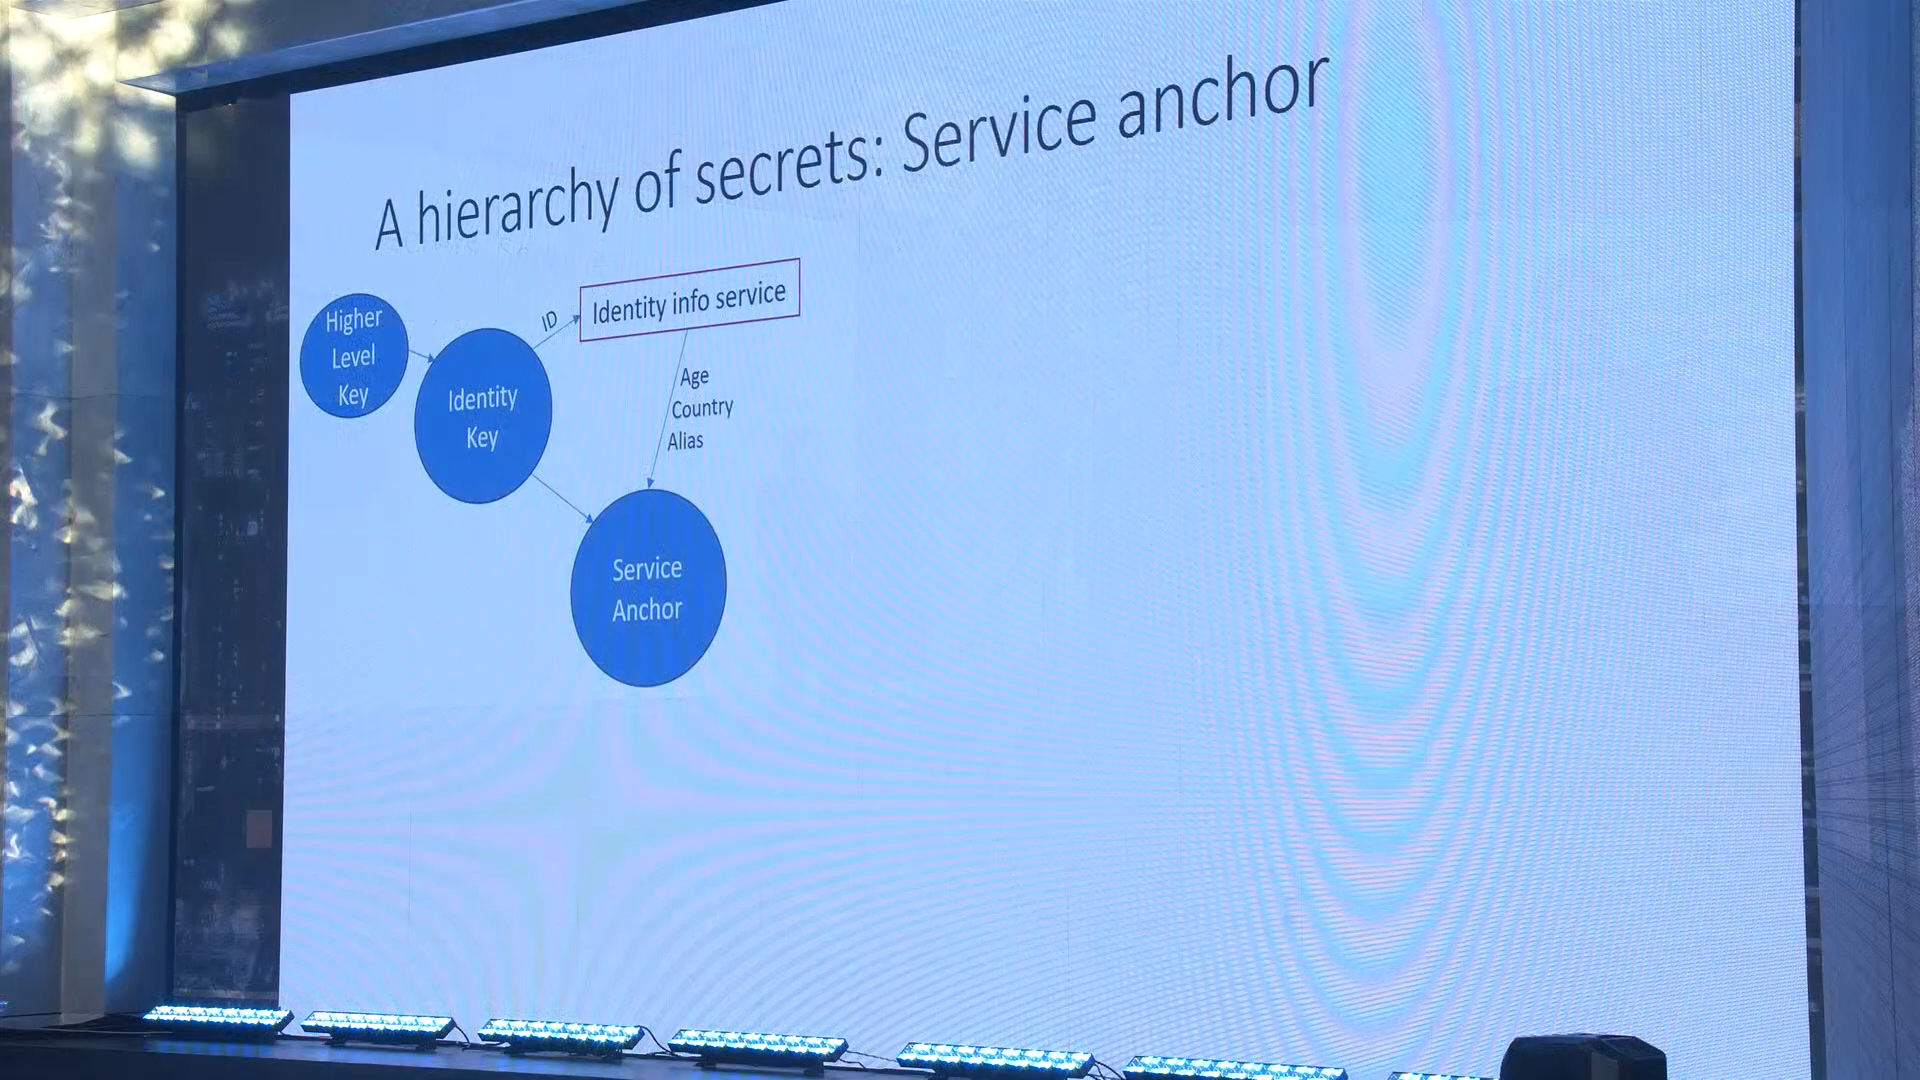 A hierarchy of secrets: Service anchor
Higher
Level
Key
Identity
Key
ID
Identity info service
Age
Country
Alias
Service
Anchor